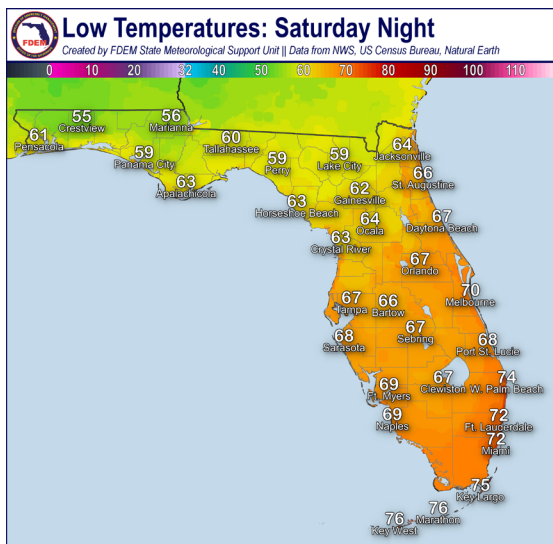 FDEM
Low Temperatures: Saturday Night
Created by FDEM State Meteorological Support Unit || Data from NWS, US Census Bureau, Natural Earth
0 10 20 32 40 50 60 70 80 90 100 110
55
Crestview
56
Marianna
61
Pensacola
60
Tallahassee
59
Panama City
59
Perry
59
Lake City
64
Jacksonville
63
Apalachicola
66
St. Augustine
62
Gainesville
63
Horseshoe Beach
64
Ocala
67
Daytona Beach
63
Crystal River
67
Orlando
67
Tampa
66
Bartow
70
Melbourne
68
Sarasota
67
Sebring
68
Port St. Lucie
69
Ft. Myers
67
Clewiston
74
W. Palm Beach
69
Naples
72
Ft. Lauderdale
72
Miami
75
Key Largo
76
Marathon
76
Key West